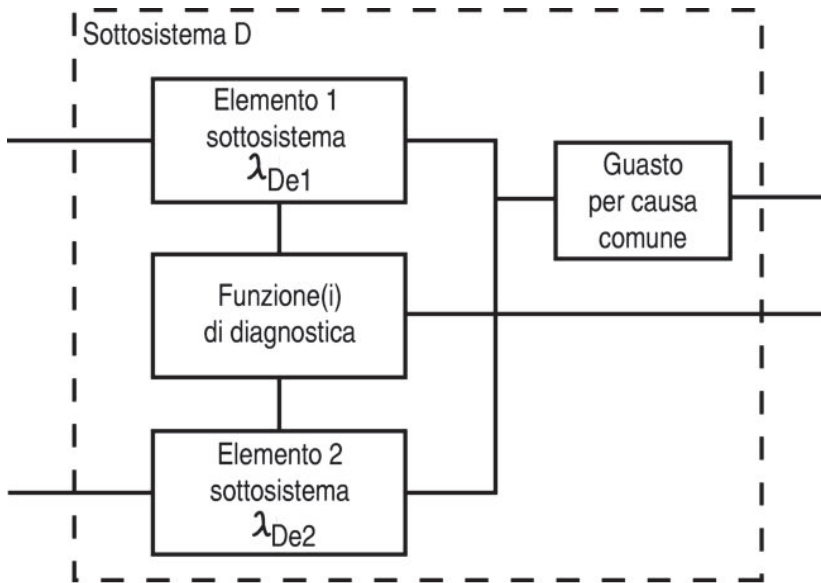 Sottosistema D
Elemento 1
sottosistema
λDe1
Guasto
per causa
comune
Funzione(i)
di diagnostica
Elemento 2
sottosistema
λDe2